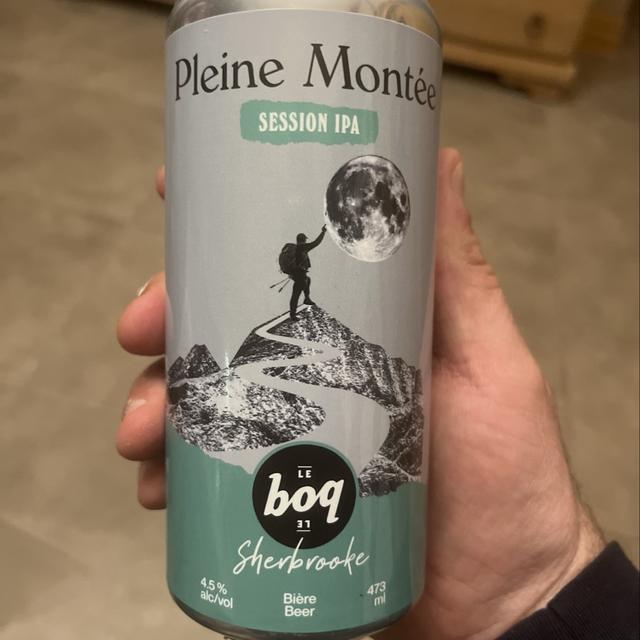 Pleine Montée
SESSION IPA
LE
boq
LE
Sherbrooke
4.5 %
alc/vol
Bière
Beer
473
ml